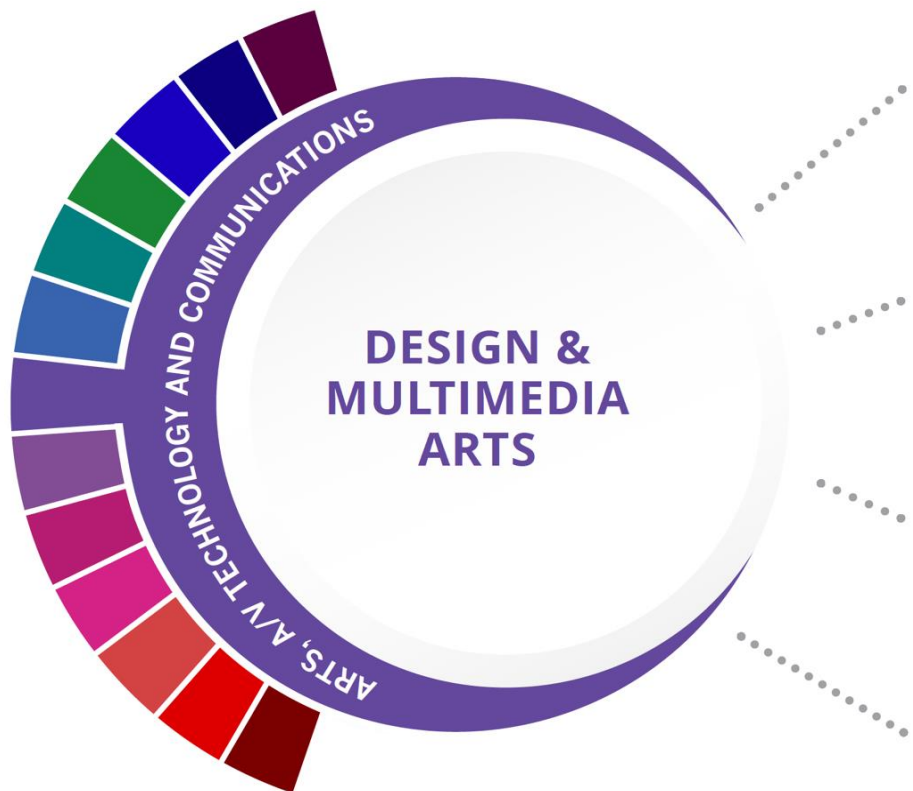 ARTS, A/V TECHNOLOGY AND COMMUNICATIONS
DESIGN &
MULTIMEDIA
ARTS